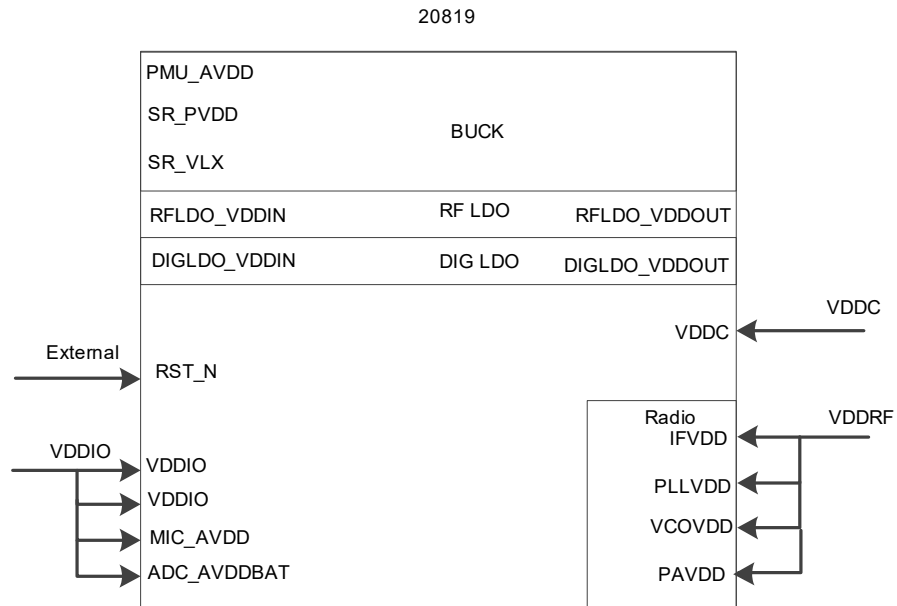 20819
PMU_AVDD
SR_PVDD
BUCK
SR_VLX
RFLDO_VDDIN RF LDO RFLDO_VDDOUT
DIGLDO_VDDIN DIG LDO DIGLDO_VDDOUT
VDDC
VDDC
External
RST_N
Radio
VDDRF
IFVDD
VDDIO
VDDIO
PLLVDD
VDDIO
VCOVDD
MIC_AVDD
ADC_AVDDBAT
PAVDD